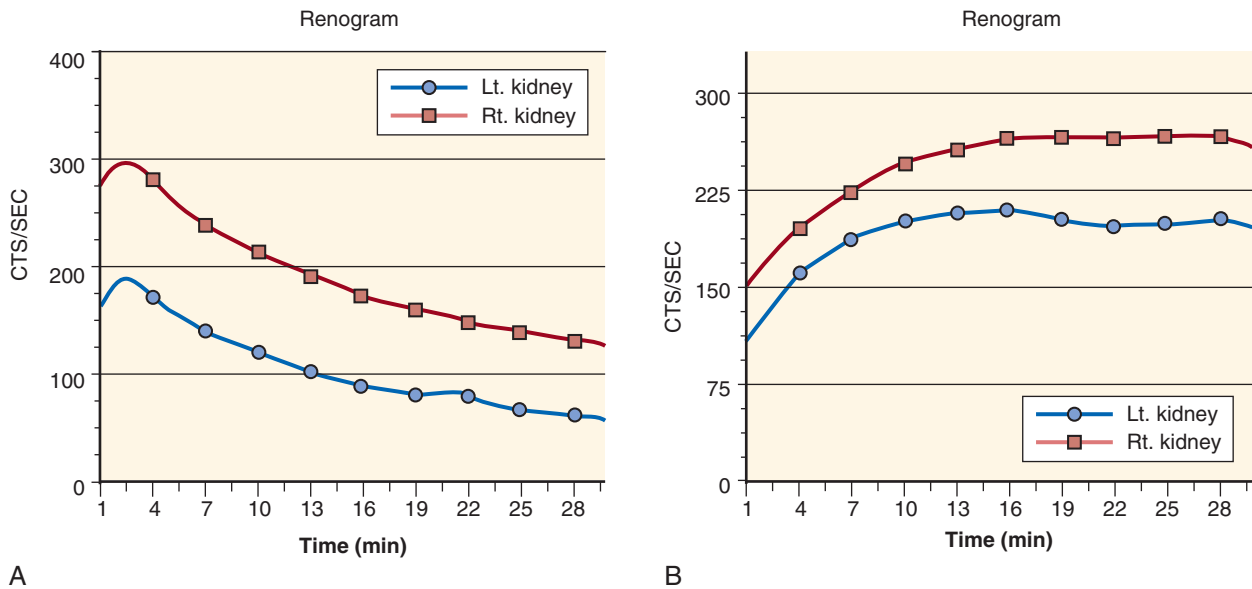 Renogram
400
300
200
100
0
CTS/SEC
Lt. kidney
Rt. kidney
1 4 7 10 13 16 19 22 25 28
Time (min)
A
Renogram
300
225
150
75
0
CTS/SEC
Lt. kidney
Rt. kidney
1 4 7 10 13 16 19 22 25 28
Time (min)
B